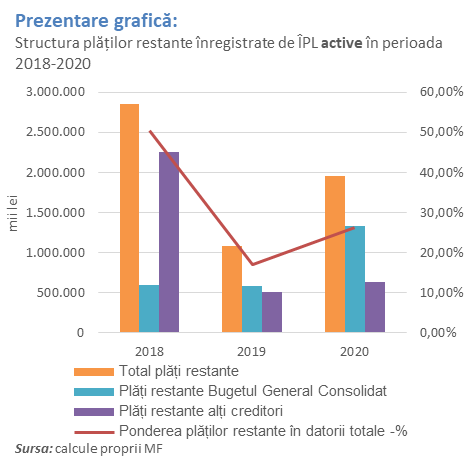 Prezentare grafică:
Structura plăților restante înregistrate de ÎPL active în perioada
2018-2020
3.000.000
2.500.000
2.000.000
1.500.000
1.000.000
500.000
0
mii lei
60,00%
50,00%
40,00%
30,00%
20,00%
10,00%
0,00%
2018
2019
2020
Total plăți restante
Plăți restante Bugetul General Consolidat
Plăți restante alți creditori
Ponderea plăților restante în datorii totale -%
Sursa: calcule proprii MF